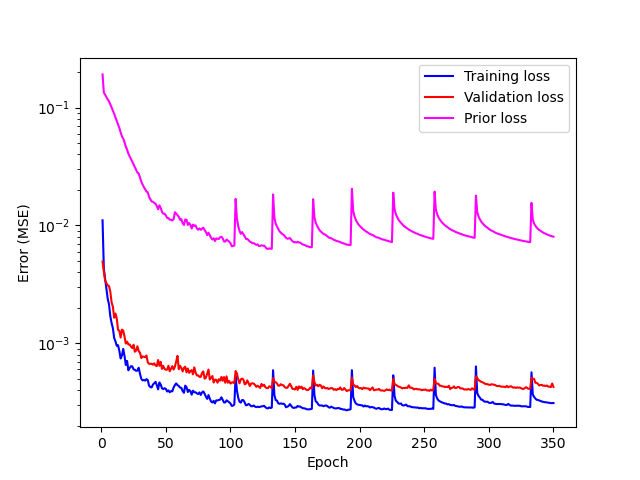 Training loss
Validation loss
Prior loss
10⁻¹
10⁻²
10⁻³
Error (MSE)
0 50 100 150 200 250 300 350
Epoch